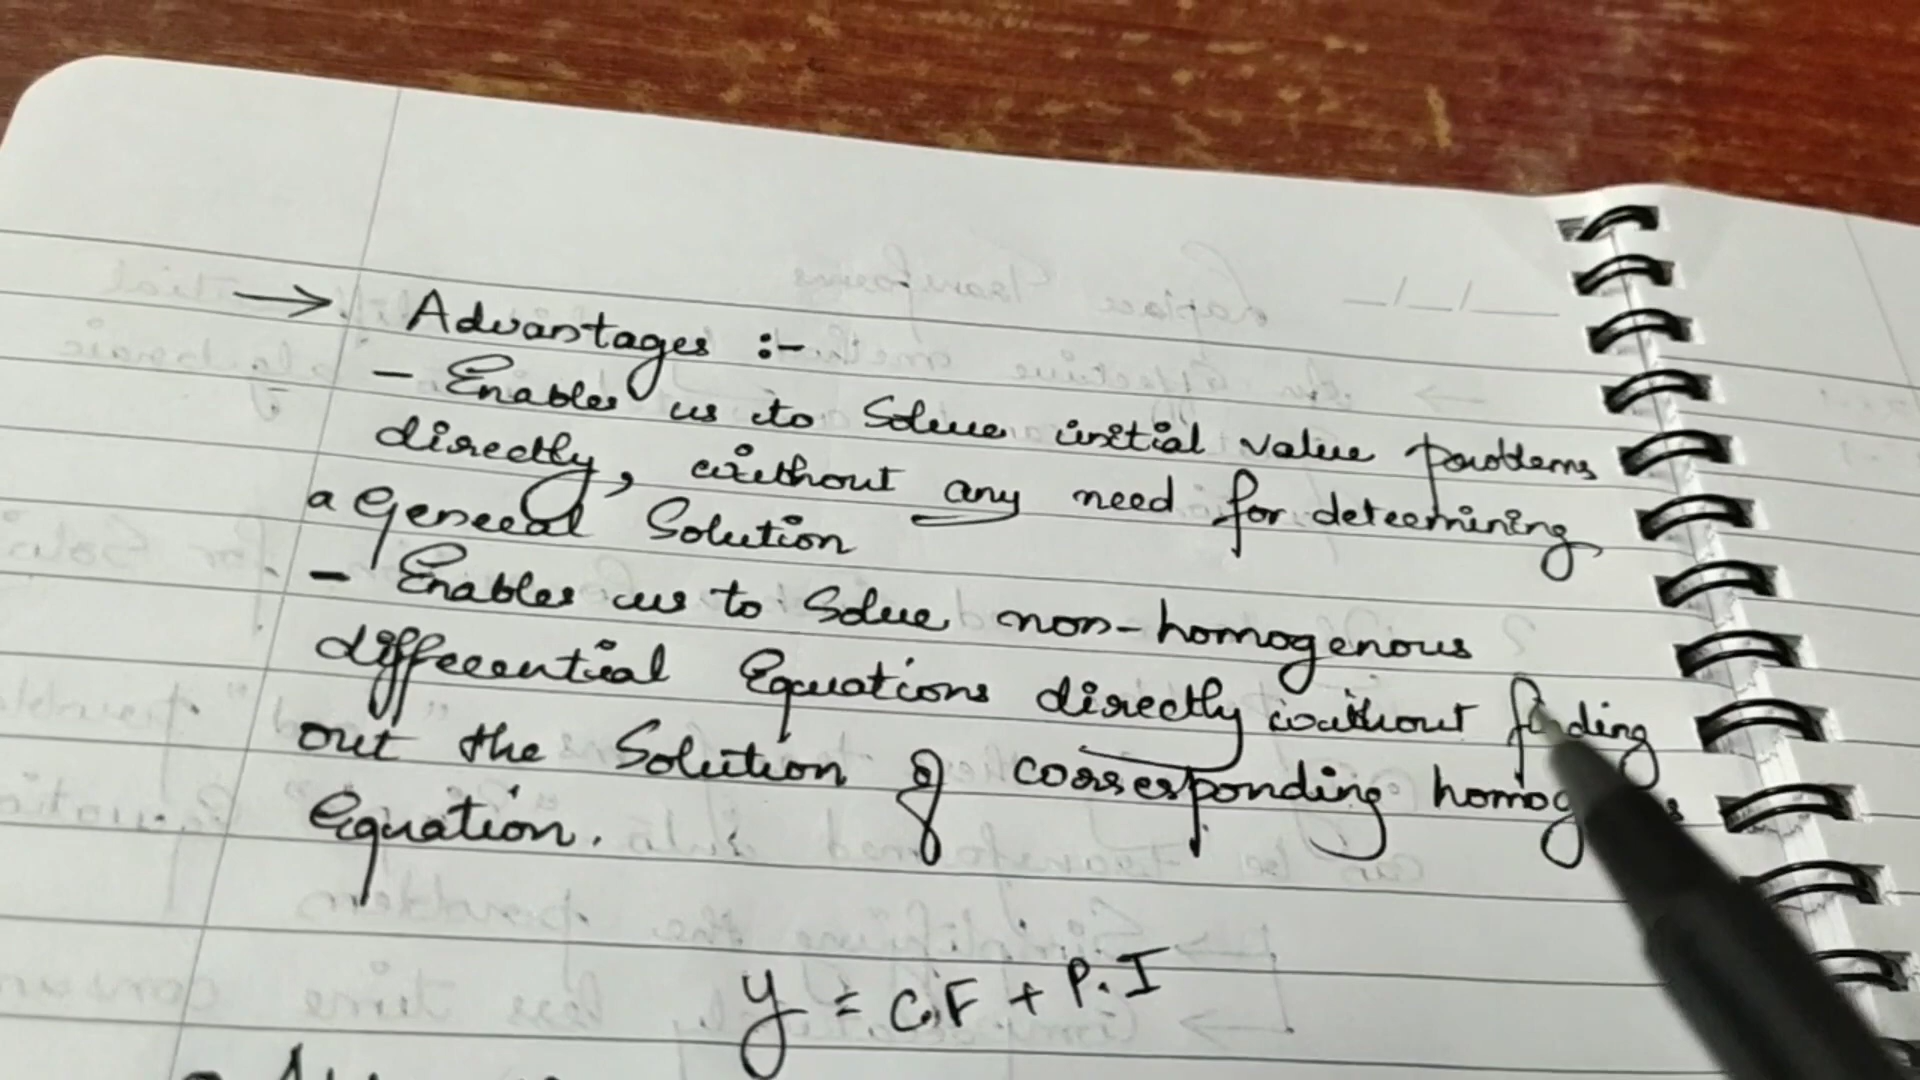 → Advantages :-
- Enables us to Solve initial value problems
directly, without any need for determining
a General Solution
- Enables us to Solve non-homogenous
differential Equations directly without finding
out the Solution of corresponding
Equation.
y = C.F + P.I